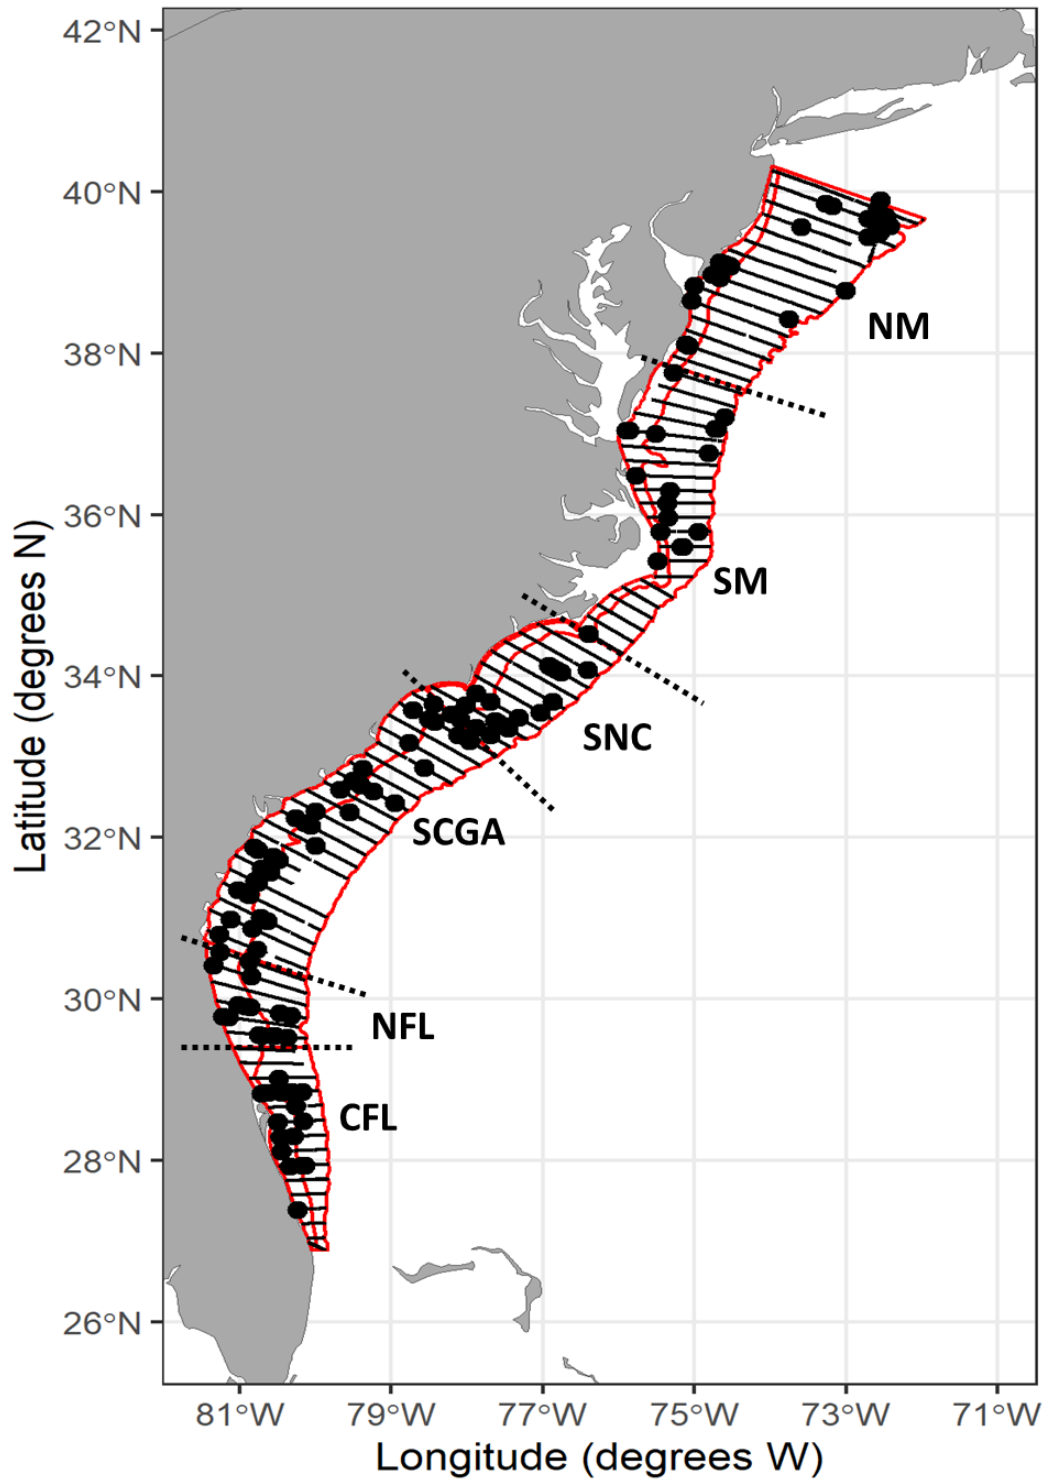 42°N
40°N
38°N
36°N
34°N
32°N
30°N
28°N
26°N
Latitude (degrees N)
NM
SM
SNC
SCGA
NFL
CFL
81°W 79°W 77°W 75°W 73°W 71°W
Longitude (degrees W)